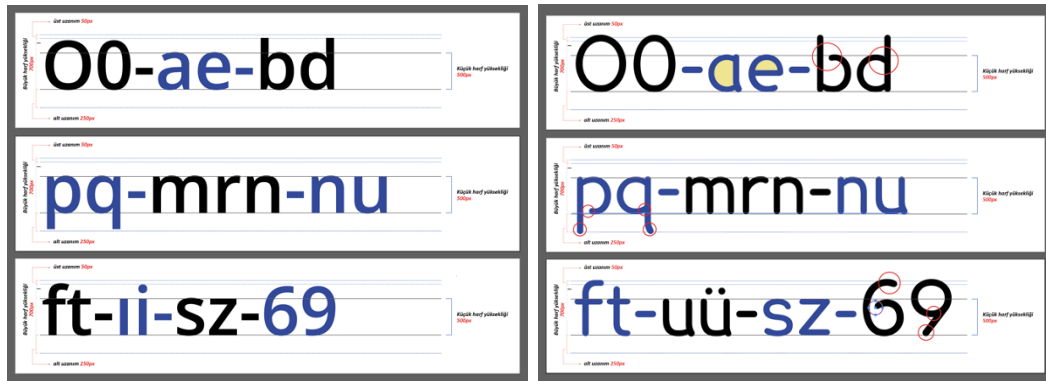 üst uzanım 50px
Büyük harf yüksekliği
700px
O0-ae-bd
Küçük harf yüksekliği
500px
alt uzanım 250px
üst uzanım 50px
Büyük harf yüksekliği
700px
pq-mrn-nu
Küçük harf yüksekliği
500px
alt uzanım 250px
üst uzanım 50px
Büyük harf yüksekliği
700px
ft-ıi-sz-69
Küçük harf yüksekliği
500px
alt uzanım 250px
üst uzanım 50px
Büyük harf yüksekliği
700px
O0-ae-bd
Küçük harf yüksekliği
500px
alt uzanım 250px
üst uzanım 50px
Büyük harf yüksekliği
700px
pq-mrn-nu
Küçük harf yüksekliği
500px
alt uzanım 250px
üst uzanım 50px
Büyük harf yüksekliği
700px
ft-uü-sz-69
Küçük harf yüksekliği
500px
alt uzanım 250px